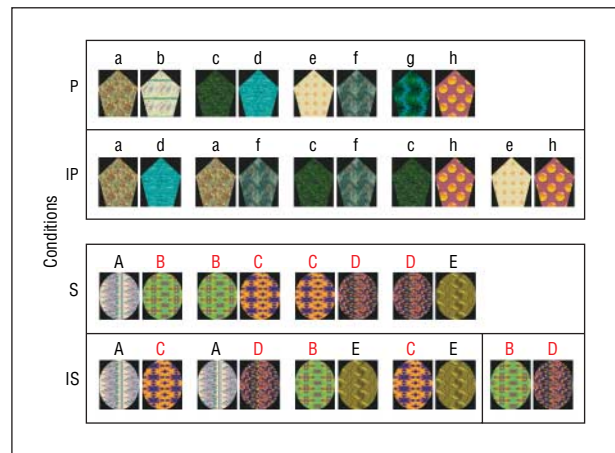 Conditions
a b c d e f g h
P
a d a f c f c h e h
IP
A B B C C D D E
S
A C A D B E C E B D
IS